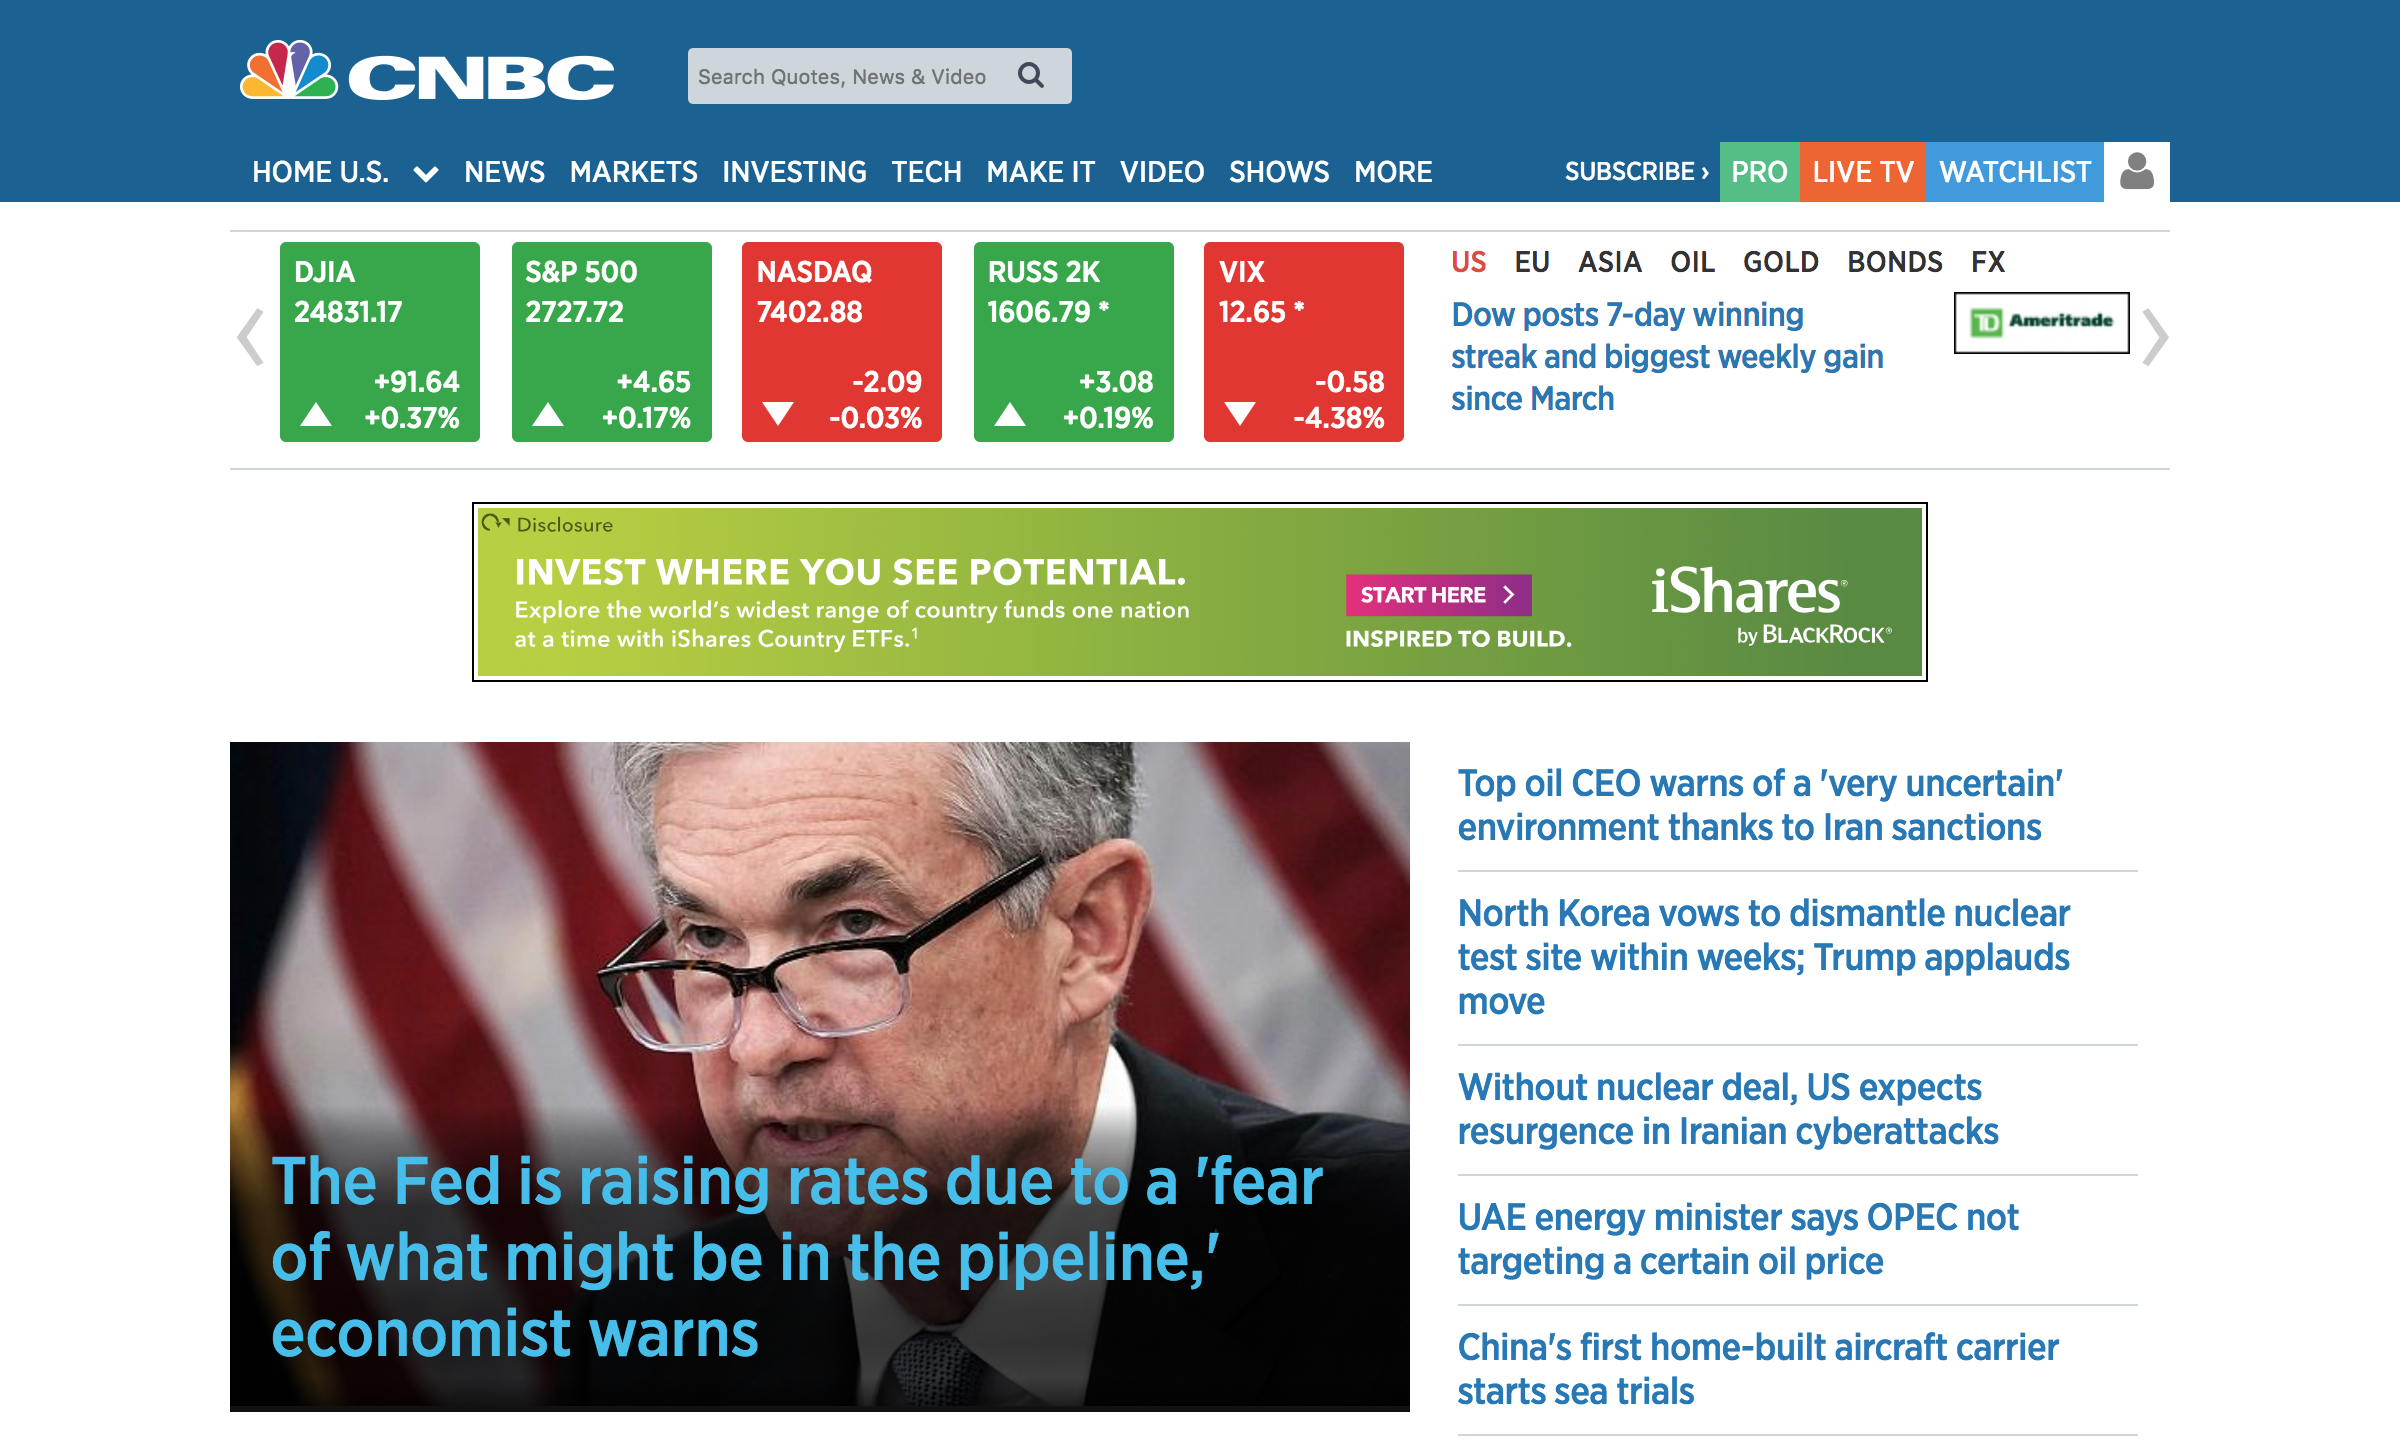 CNBC
Search Quotes, News & Video
HOME U.S. NEWS MARKETS INVESTING TECH MAKE IT VIDEO SHOWS MORE SUBSCRIBE › PRO LIVE TV WATCHLIST
DJIA
24831.17
+91.64
+0.37%
S&P 500
2727.72
+4.65
+0.17%
NASDAQ
7402.88
-2.09
-0.03%
RUSS 2K
1606.79 *
+3.08
+0.19%
VIX
12.65 *
-0.58
-4.38%
US EU ASIA OIL GOLD BONDS FX
Dow posts 7-day winning
streak and biggest weekly gain
since March
TD Ameritrade
Disclosure
INVEST WHERE YOU SEE POTENTIAL.
Explore the world's widest range of country funds one nation
at a time with iShares Country ETFs.¹
START HERE >
INSPIRED TO BUILD.
iShares®
by BLACKROCK®
The Fed is raising rates due to a 'fear
of what might be in the pipeline,'
economist warns
Top oil CEO warns of a 'very uncertain'
environment thanks to Iran sanctions
North Korea vows to dismantle nuclear
test site within weeks; Trump applauds
move
Without nuclear deal, US expects
resurgence in Iranian cyberattacks
UAE energy minister says OPEC not
targeting a certain oil price
China's first home-built aircraft carrier
starts sea trials